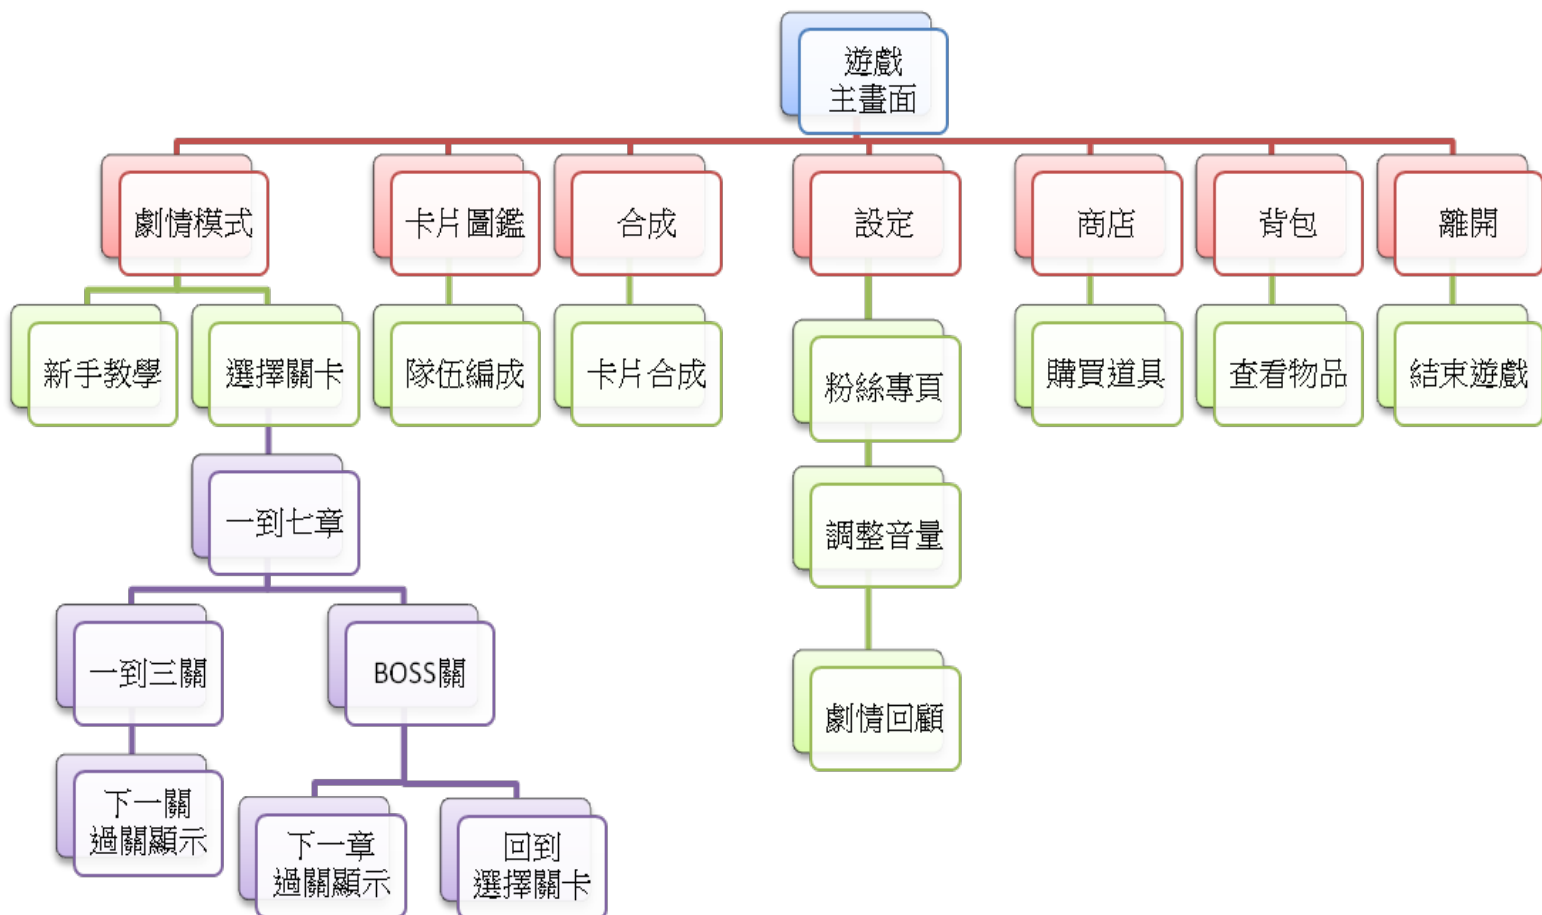 遊戲
主畫面
劇情模式
卡片圖鑑
合成
設定
商店
背包
離開
新手教學
選擇關卡
隊伍編成
卡片合成
粉絲專頁
購買道具
查看物品
結束遊戲
一到七章
調整音量
一到三關
BOSS關
劇情回顧
下一關
過關顯示
下一章
過關顯示
回到
選擇關卡